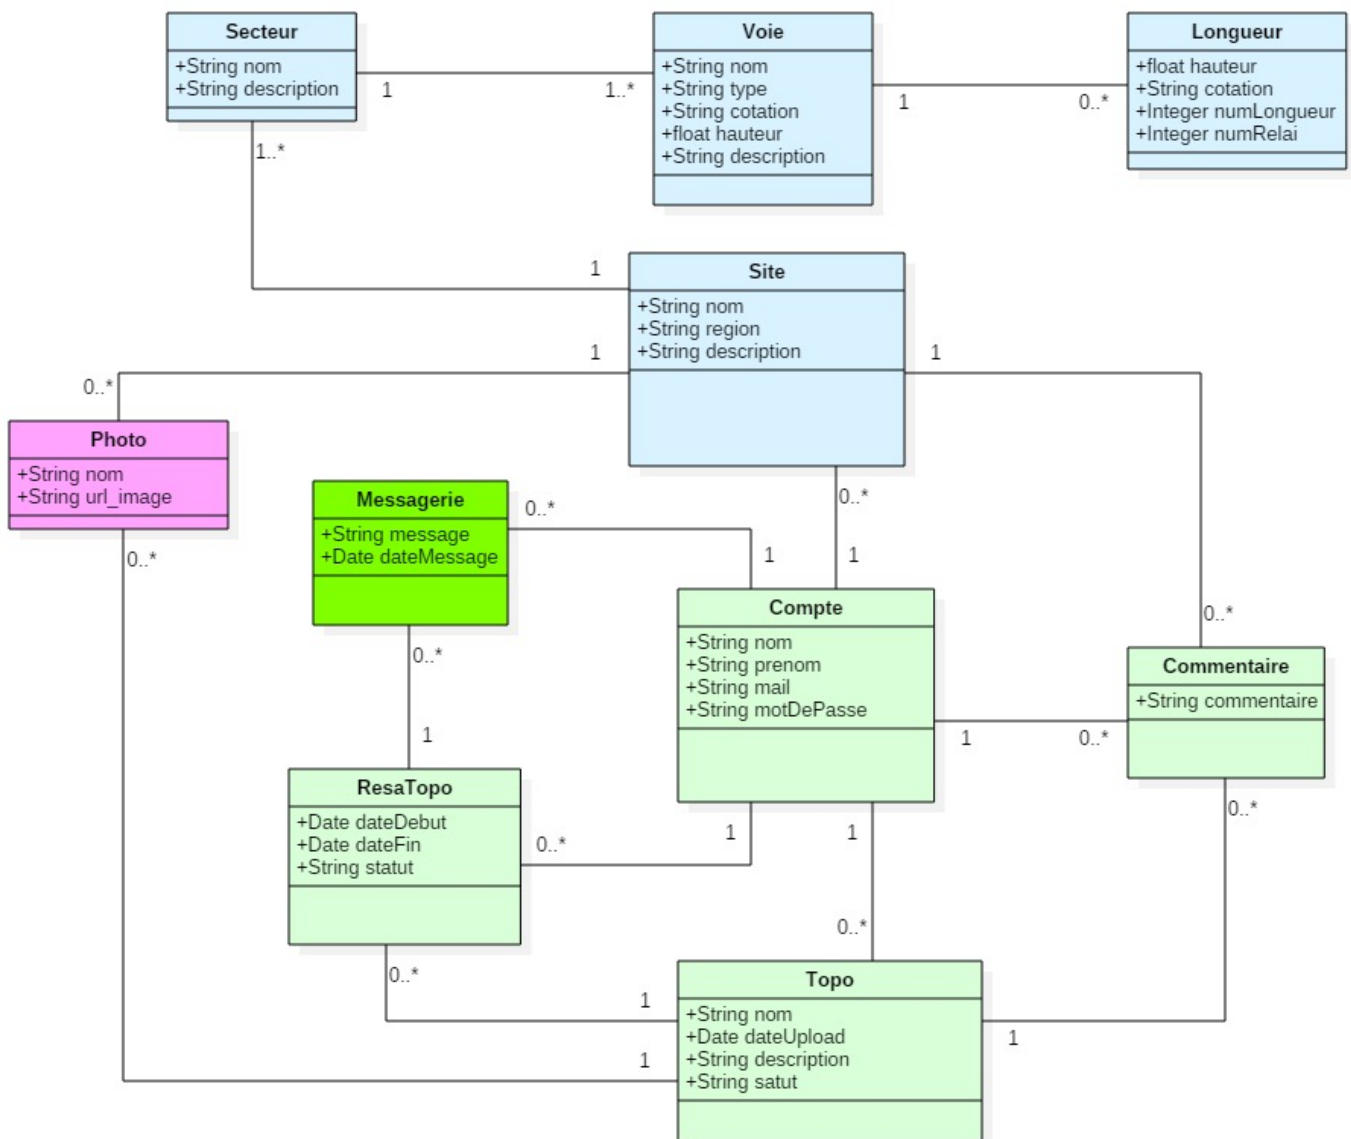 Secteur
+String nom
+String description
1
1..*
1..*
Voie
+String nom
+String type
+String cotation
+float hauteur
+String description
1
0..*
Longueur
+float hauteur
+String cotation
+Integer numLongueur
+Integer numRelai
1
Site
+String nom
+String region
+String description
1
1
0..*
Photo
+String nom
+String url_image
0..*
Messagerie
+String message
+Date dateMessage
0..*
1
0..*
1
Compte
+String nom
+String prenom
+String mail
+String motDePasse
0..*
Commentaire
+String commentaire
1
0..*
0..*
0..*
1
ResaTopo
+Date dateDebut
+Date dateFin
+String statut
0..*
1
1
0..*
0..*
1
1
1
Topo
+String nom
+Date dateUpload
+String description
+String satut